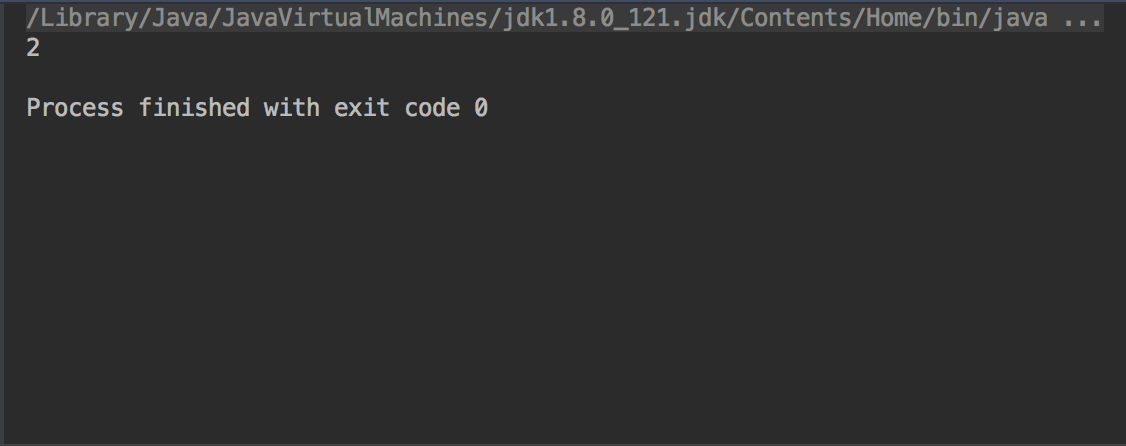 /Library/Java/JavaVirtualMachines/jdk1.8.0_121.jdk/Contents/Home/bin/java ...
2
Process finished with exit code 0